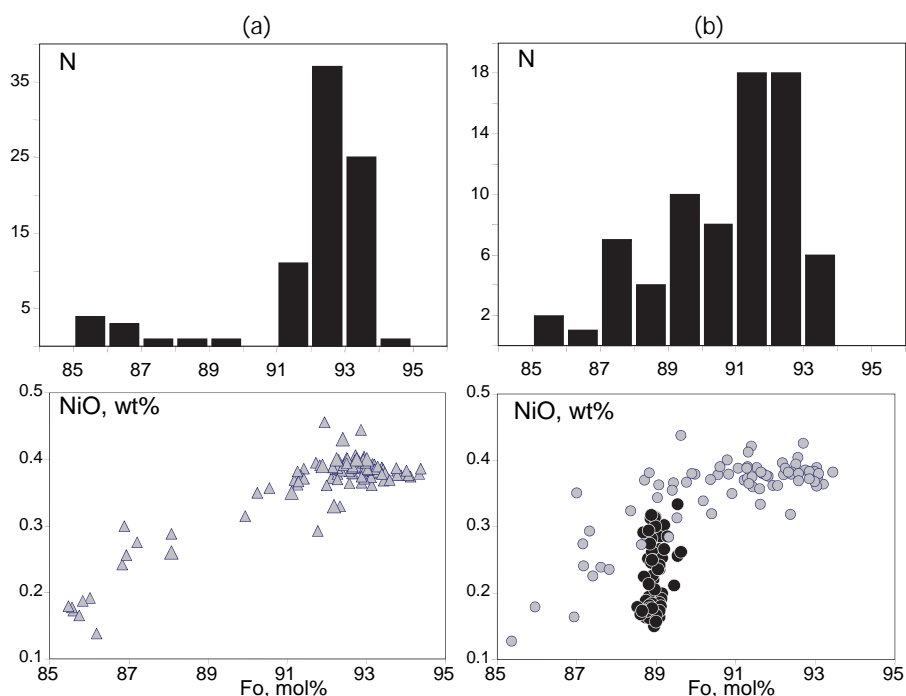 (a) (b)
N N
35 18
25 14
15 10
5 6
2
85 87 89 91 93 85 87 89 91 93 95
0.5 0.5
NiO, wt% NiO, wt%
0.4 0.4
0.3 0.3
0.2 0.2
0.1 0.1
85 87 89 91 93 95 85 87 89 91 93 95
Fo, mol% Fo, mol%